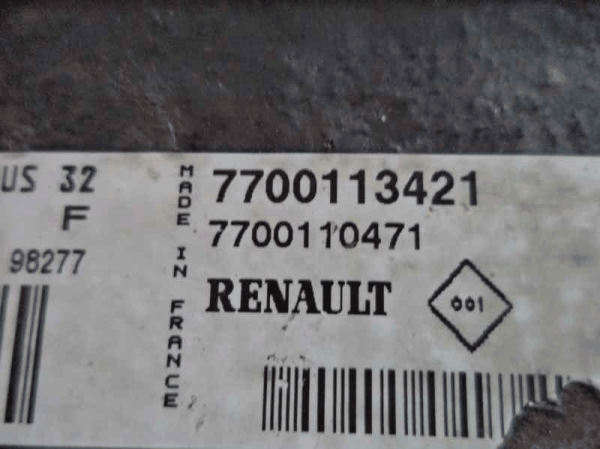 US 32
F
98277
MADE IN FRANCE
7700113421
7700110471
RENAULT
001